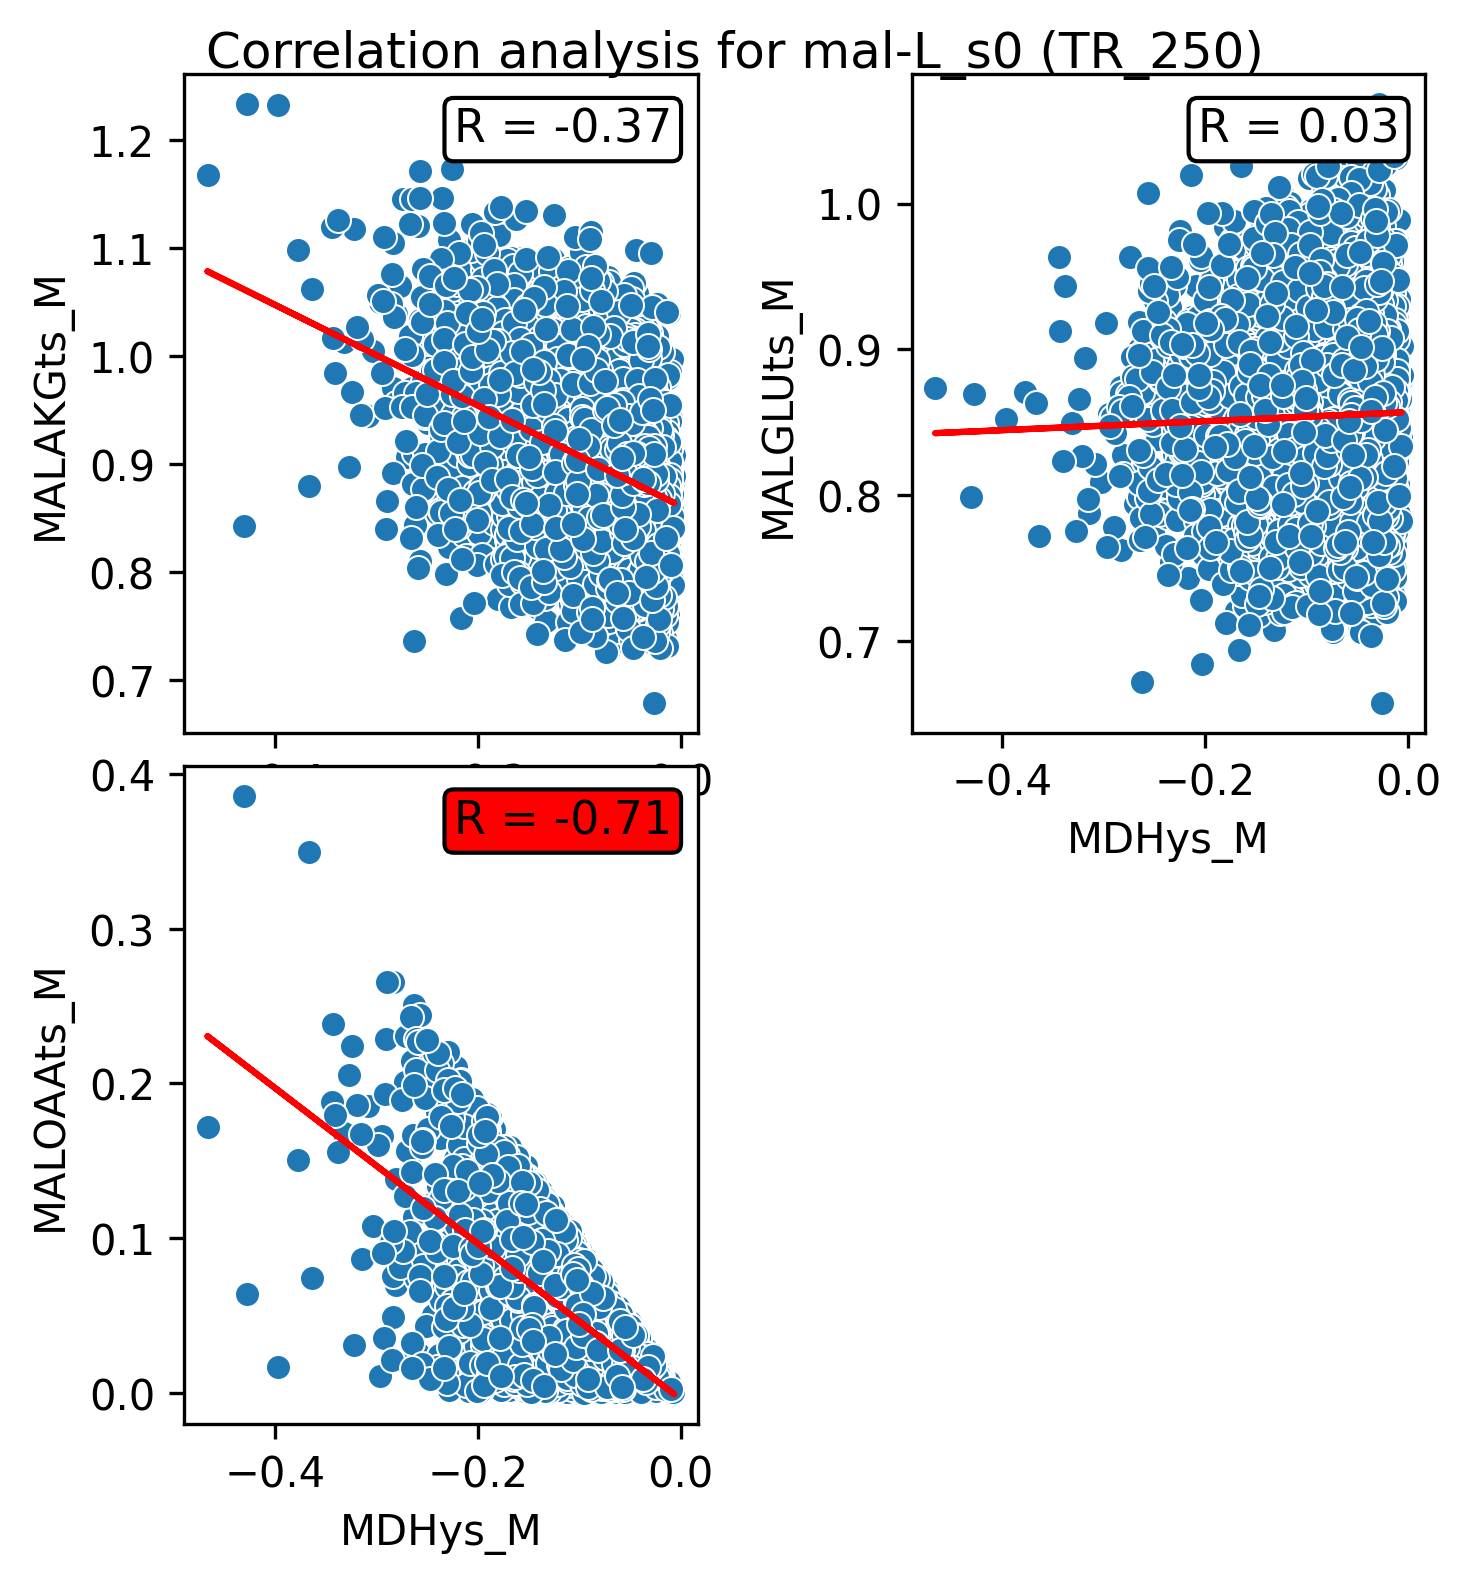 Correlation analysis for mal-L_s0 (TR_250)
MALAKGts_M
1.2
1.1
1.0
0.9
0.8
0.7
R = -0.37
MALGLUts_M
1.0
0.9
0.8
0.7
R = 0.03
−0.4 −0.2 0.0
MDHys_M
MALOAAts_M
0.4
0.3
0.2
0.1
0.0
R = -0.71
−0.4 −0.2 0.0
MDHys_M